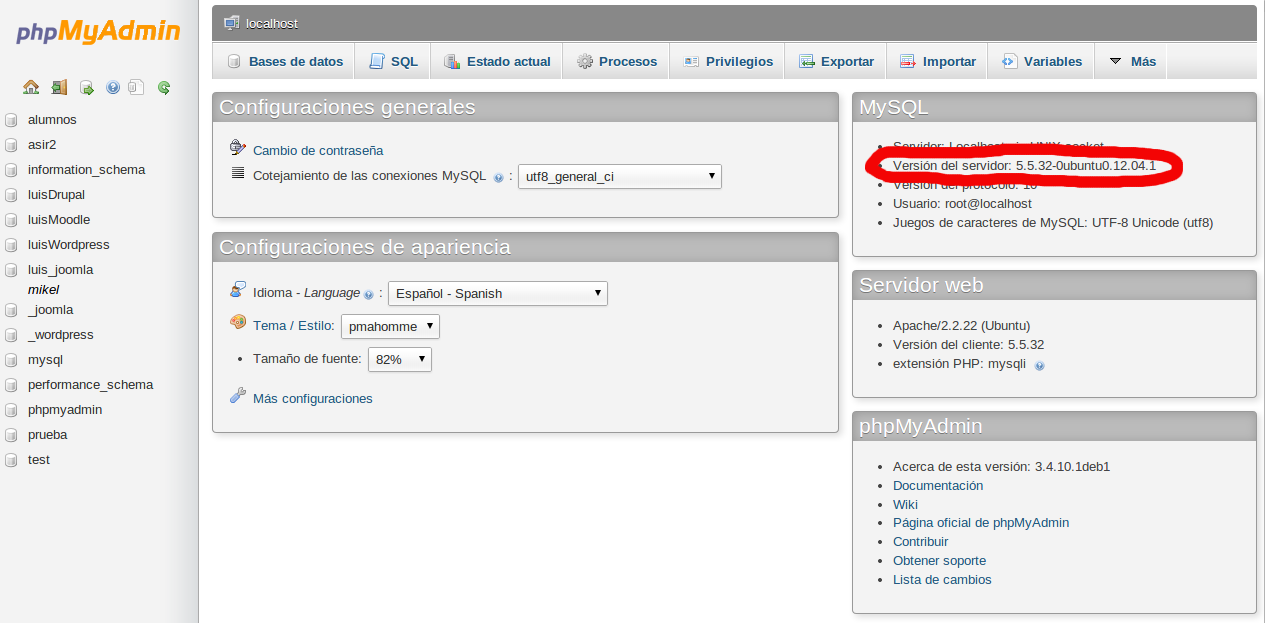 phpMyAdmin
alumnos
asir2
information_schema
luisDrupal
luisMoodle
luisWordpress
luis_joomla
mikel
_joomla
_wordpress
mysql
performance_schema
phpmyadmin
prueba
test
localhost
Bases de datos SQL Estado actual Procesos Privilegios Exportar Importar Variables Más
Configuraciones generales
Cambio de contraseña
Cotejamiento de las conexiones MySQL : utf8_general_ci
Configuraciones de apariencia
Idioma - Language : Español - Spanish
Tema / Estilo: pmahomme
Tamaño de fuente: 82%
Más configuraciones
MySQL
Servidor: Localhost via UNIX socket
Versión del servidor: 5.5.32-0ubuntu0.12.04.1
Versión del protocolo: 10
Usuario: root@localhost
Juegos de caracteres de MySQL: UTF-8 Unicode (utf8)
Servidor web
Apache/2.2.22 (Ubuntu)
Versión del cliente: 5.5.32
extensión PHP: mysqli
phpMyAdmin
Acerca de esta versión: 3.4.10.1deb1
Documentación
Wiki
Página oficial de phpMyAdmin
Contribuir
Obtener soporte
Lista de cambios